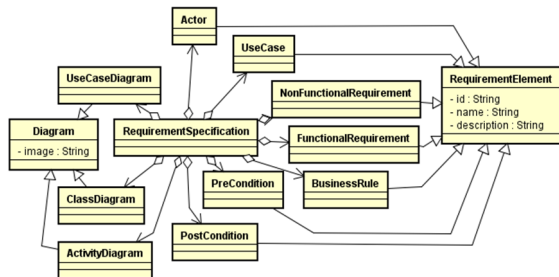 Actor
UseCase
UseCaseDiagram
RequirementElement
- id : String
- name : String
- description : String
NonFunctionalRequirement
Diagram
- image : String
RequirementSpecification
FunctionalRequirement
PreCondition
BusinessRule
ClassDiagram
PostCondition
ActivityDiagram